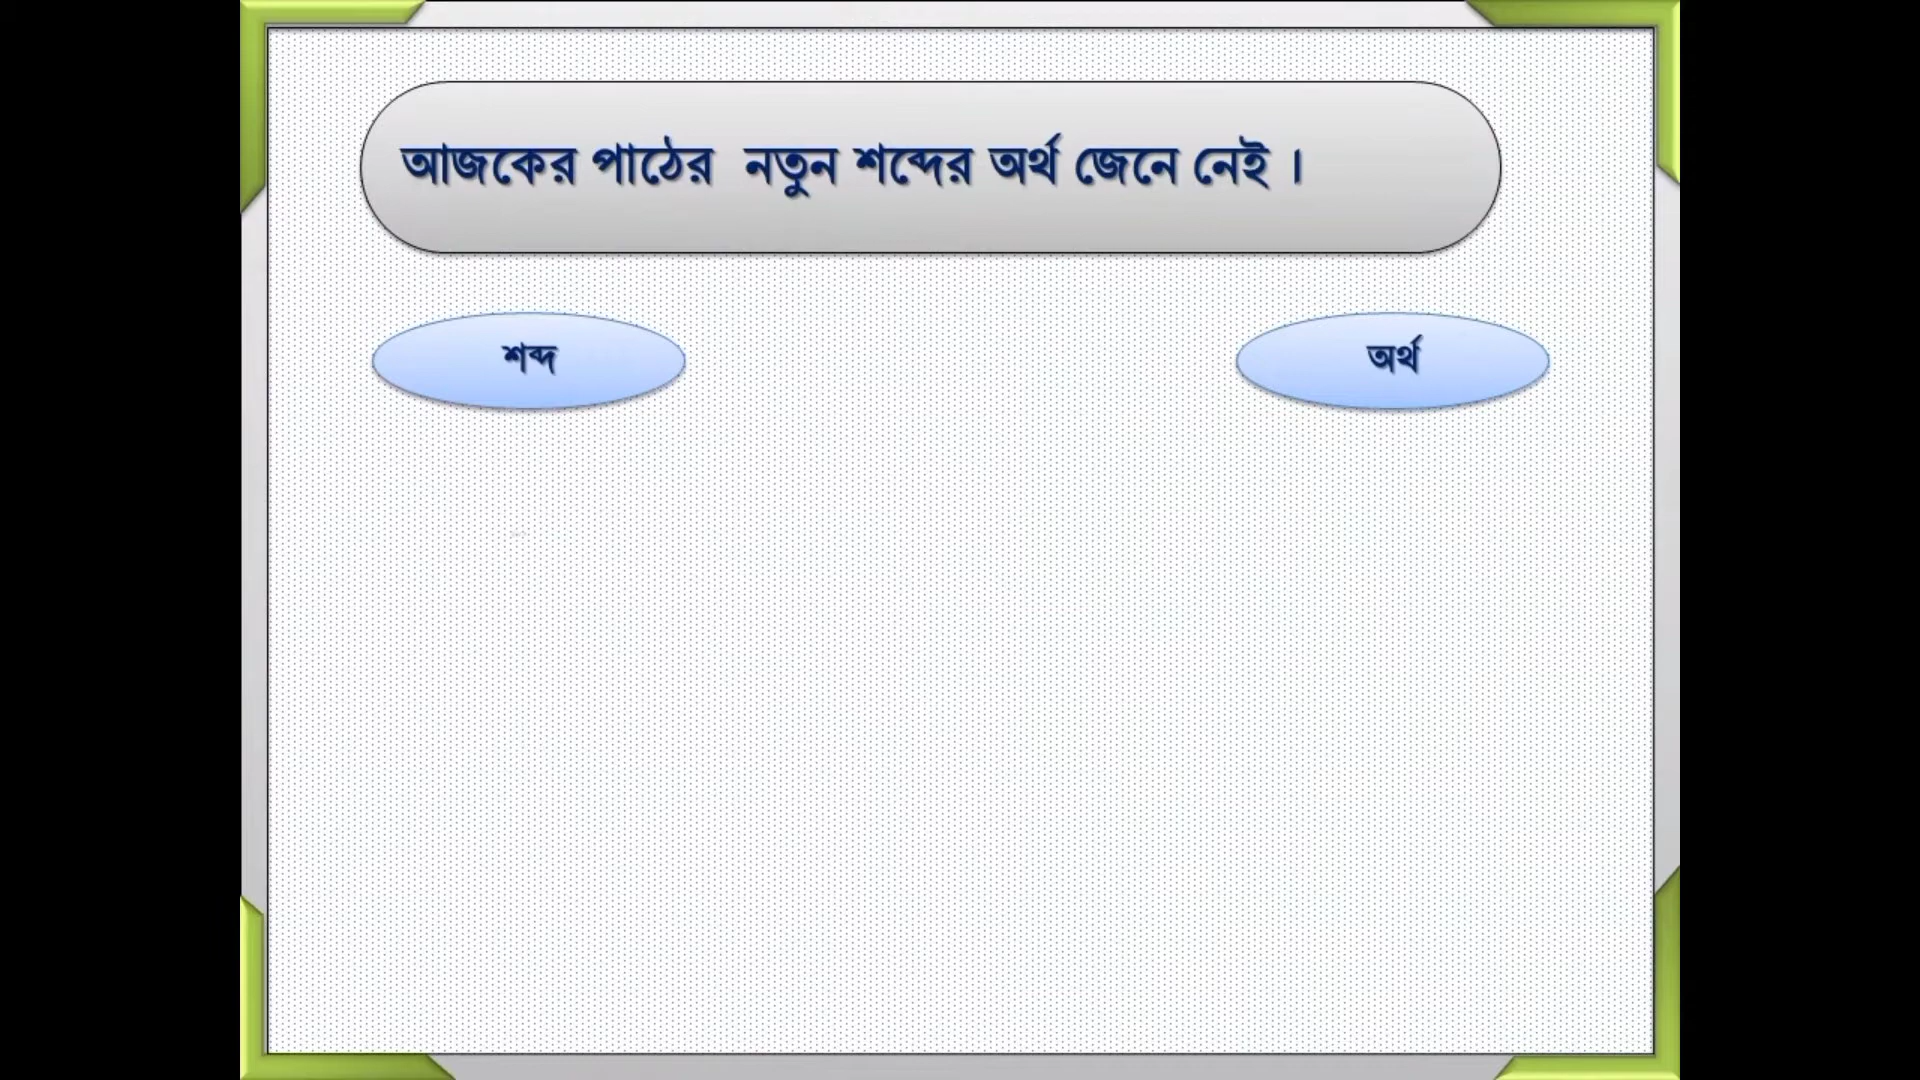 আজকের পাঠের নতুন শব্দের অর্থ জেনে নেই ।
শব্দ
অর্থ